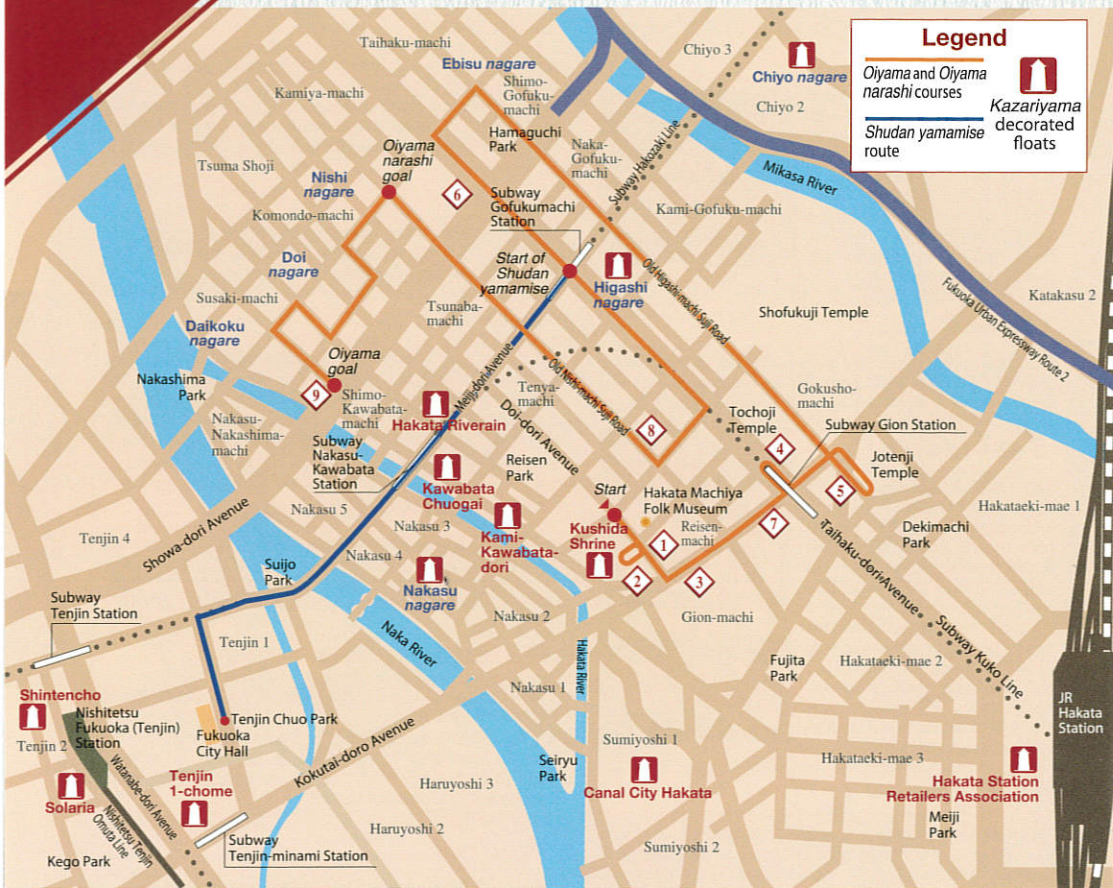 Legend
Oiyama and Oiyama
narashi courses
Shudan yamamise
route
Kazariyama
decorated
floats
Taihaku-machi
Ebisu nagare
Chiyo 3
Chiyo nagare
Chiyo 2
Kamiya-machi
Shimo-
Gofuku-
machi
Hamaguchi
Park
Tsuma Shoji
Oiyama
narashi
goal
Naka-
Gofuku-
machi
Subway Hakozaki Line
Mikasa River
Nishi
nagare
6
Subway
Gofukumachi
Station
Kami-Gofuku-machi
Komondo-machi
Doi
nagare
Start of
Shudan
yamamise
Higashi
nagare
Old Higashi-machi Suji Road
Fukuoka Urban Expressway Route 2
Katakasu 2
Susaki-machi
Tsunaba-
machi
Shofukuji Temple
Daikoku
nagare
Oiyama
goal
Meiji-dori Avenue
Nakashima
Park
9
Shimo-
Kawabata-
machi
Tenya-
machi
Old Nishi-machi Suji Road
Gokusho-
machi
Nakasu-
Nakashima-
machi
Hakata Riverain
Doi-dori Avenue
8
Tochoji
Temple
Subway Gion Station
Subway
Nakasu-
Kawabata
Station
Reisen
Park
4
Jotenji
Temple
Kawabata
Chuogai
Start
Hakata Machiya
Folk Museum
5
Nakasu 5
Nakasu 3
Kushida
Shrine
Reisen-
machi
7
Hakataeki-mae 1
Showa-dori Avenue
Tenjin 4
Kami-
Kawabata-
dori
1
Dekimachi
Park
Nakasu 4
Suijo
Park
Nakasu
nagare
2
3
Taihaku-dori Avenue
Subway
Tenjin Station
Nakasu 2
Gion-machi
Tenjin 1
Naka River
Hakata River
Subway Kuko Line
Fujita
Park
Hakataeki-mae 2
Nakasu 1
Shintencho
JR
Hakata
Station
Nishitetsu
Fukuoka (Tenjin)
Station
Tenjin Chuo Park
Tenjin 2
Fukuoka
City Hall
Kokutai-doro Avenue
Sumiyoshi 1
Seiryu
Park
Hakataeki-mae 3
Watanabe-dori Avenue
Tenjin
1-chome
Haruyoshi 3
Canal City Hakata
Hakata Station
Retailers Association
Solaria
Nishitetsu Tenjin
Omuta Line
Meiji
Park
Haruyoshi 2
Subway
Tenjin-minami Station
Sumiyoshi 2
Kego Park